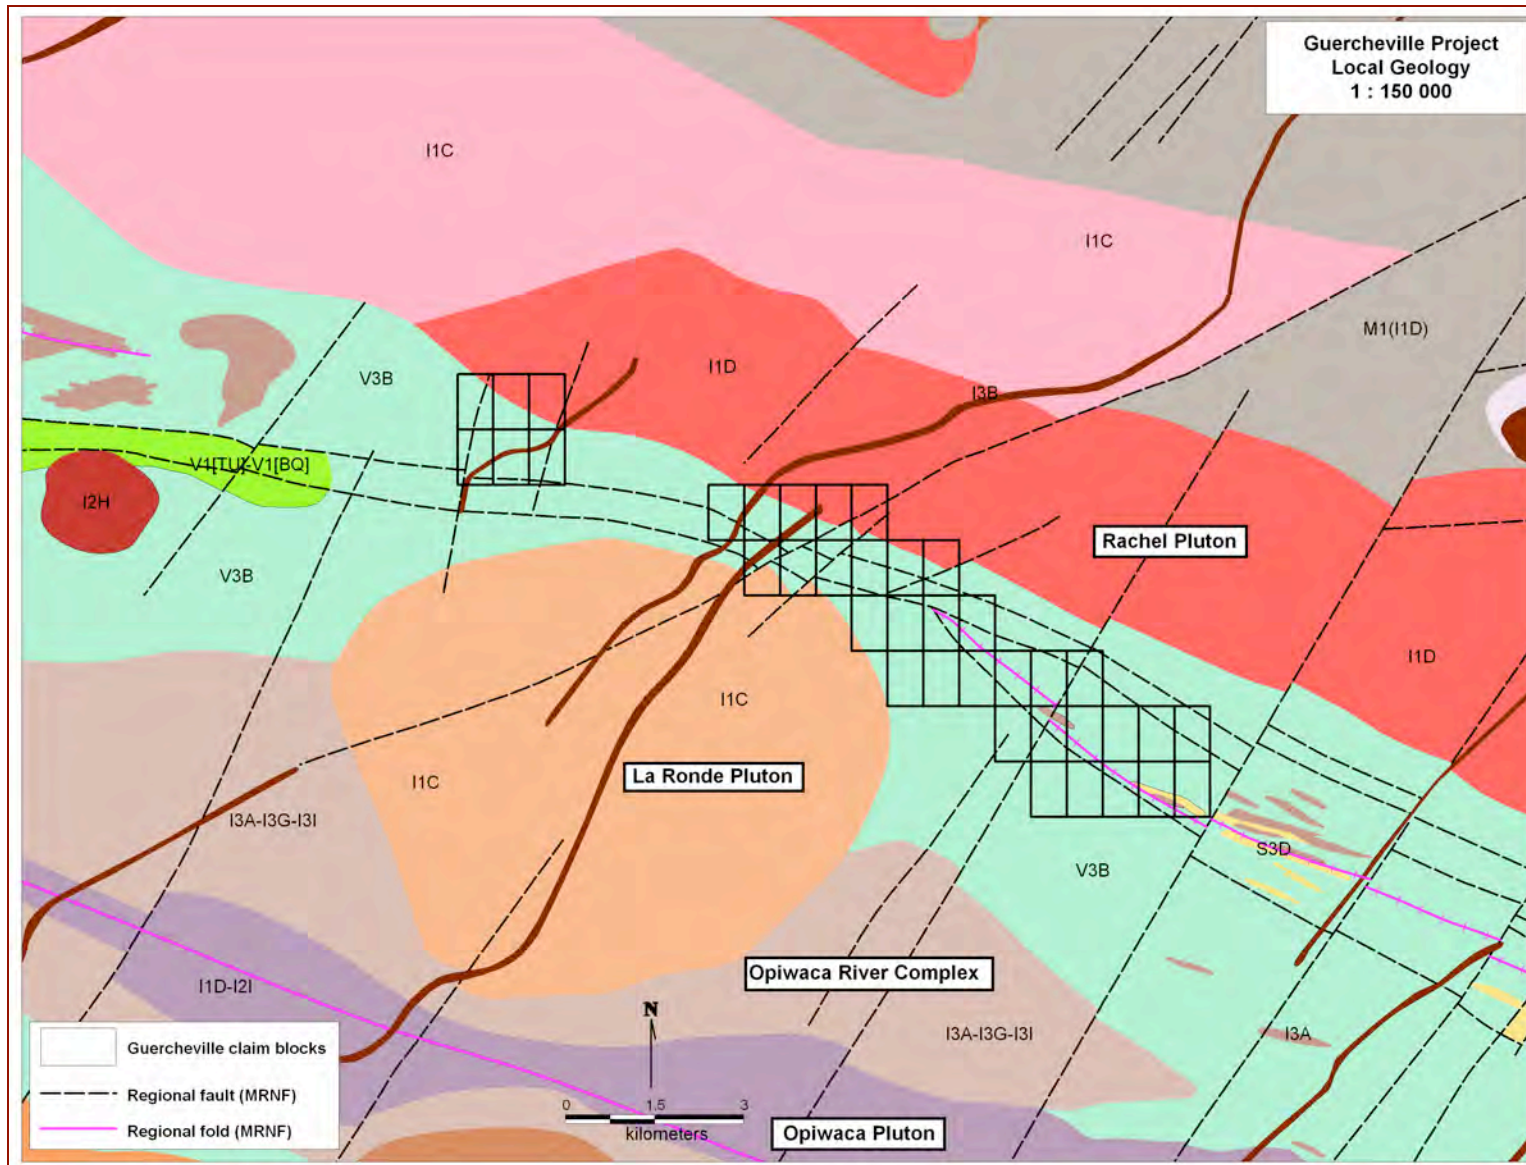 Guercheville Project
Local Geology
1 : 150 000
I1C
I1C
M1(I1D)
V3B
I1D
I3B
V1[TU]-V1[BQ]
I2H
Rachel Pluton
V3B
I1D
I1C
La Ronde Pluton
I1C
I3A-I3G-I3I
S3D
V3B
Opiwaca River Complex
I1D-I2I
I3A-I3G-I3I
I3A
N
Guercheville claim blocks
Regional fault (MRNF)
Regional fold (MRNF)
0 1.5 3
kilometers
Opiwaca Pluton